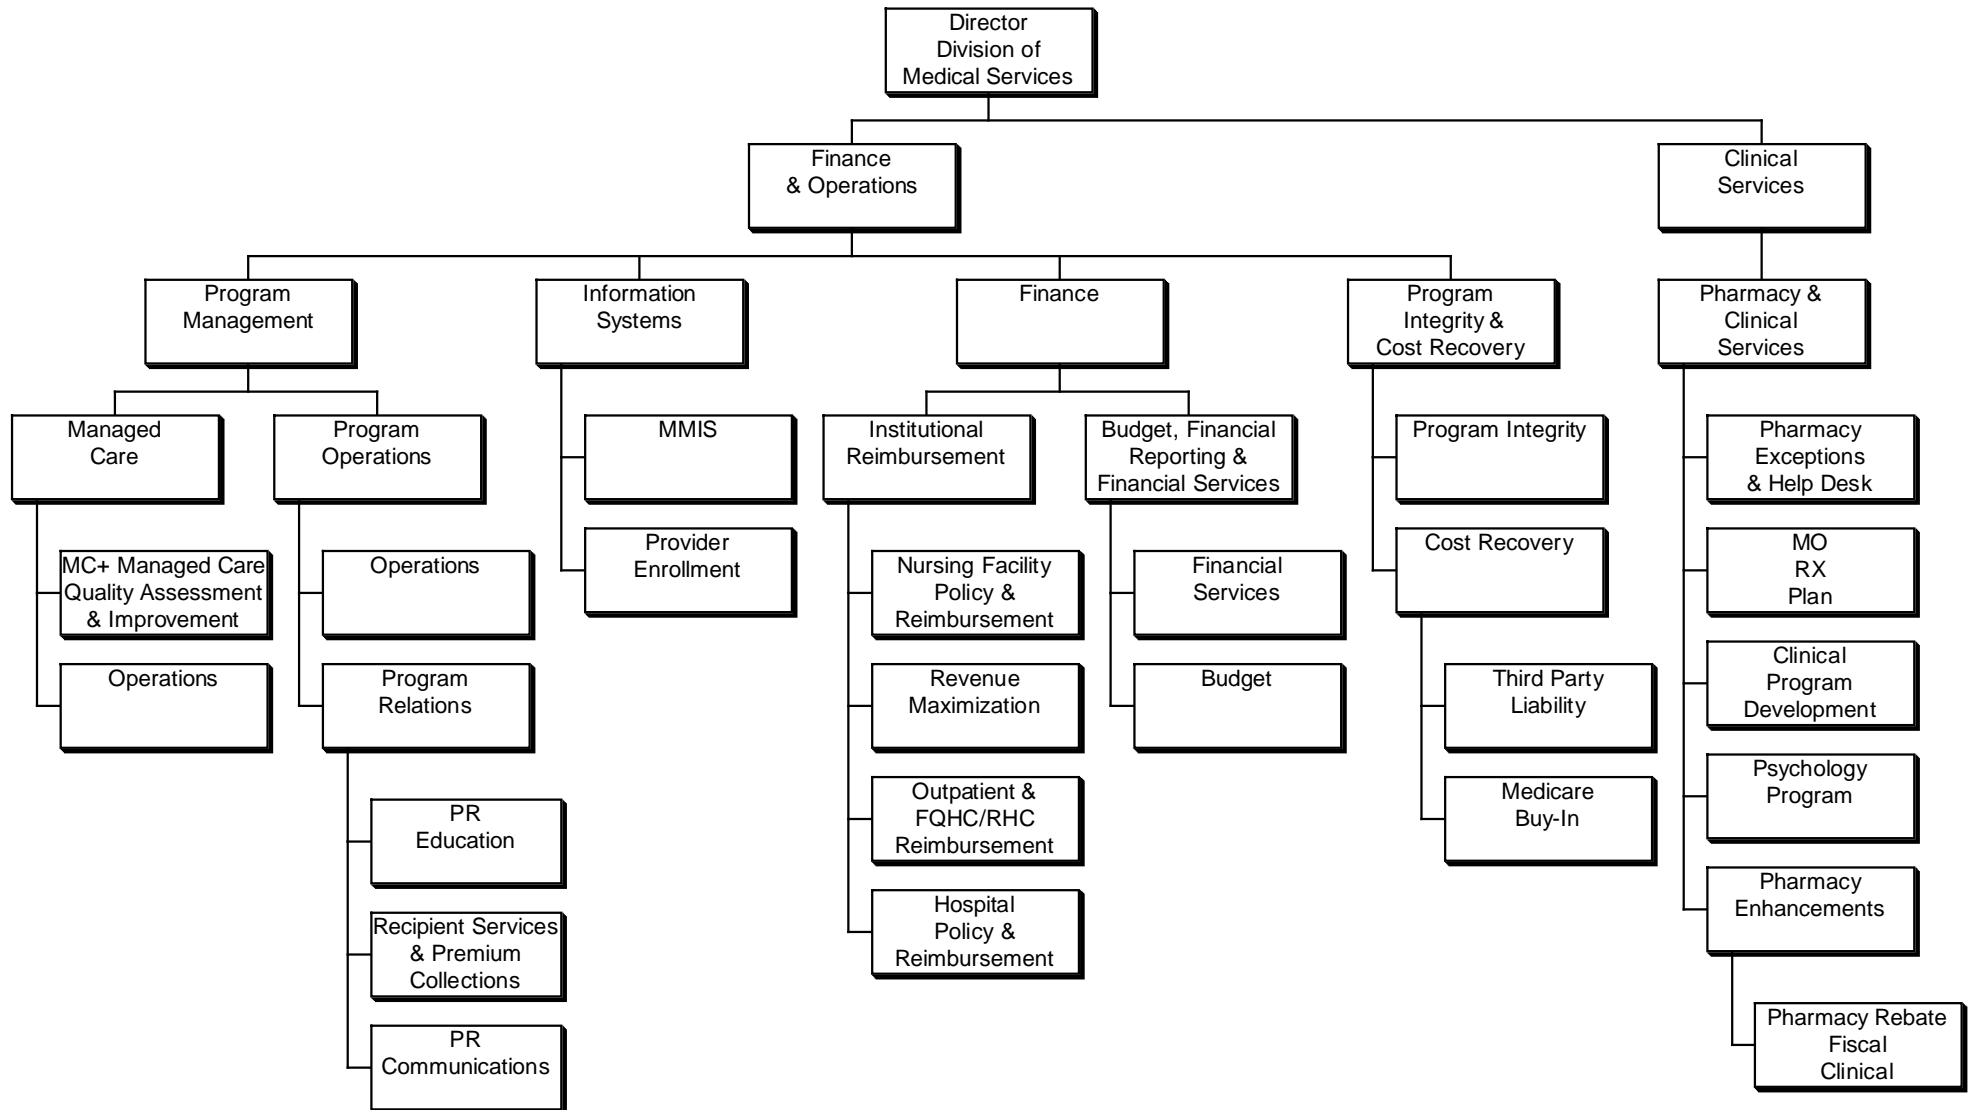 Director
Division of
Medical Services
Finance
& Operations
Clinical
Services
Program
Management
Information
Systems
Finance
Program
Integrity &
Cost Recovery
Pharmacy &
Clinical
Services
Managed
Care
Program
Operations
MMIS
Institutional
Reimbursement
Budget, Financial
Reporting &
Financial Services
Program Integrity
Pharmacy
Exceptions
& Help Desk
MC+ Managed Care
Quality Assessment
& Improvement
Operations
Provider
Enrollment
Nursing Facility
Policy &
Reimbursement
Financial
Services
Cost Recovery
MO
RX
Plan
Operations
Program
Relations
Revenue
Maximization
Budget
Third Party
Liability
Clinical
Program
Development
PR
Education
Outpatient &
FQHC/RHC
Reimbursement
Medicare
Buy-In
Psychology
Program
Recipient Services
& Premium
Collections
Hospital
Policy &
Reimbursement
Pharmacy
Enhancements
PR
Communications
Pharmacy Rebate
Fiscal
Clinical